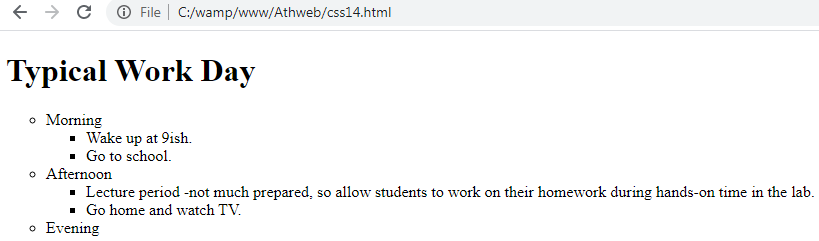 File | C:/wamp/www/Athweb/css14.html
Typical Work Day
Morning
Wake up at 9ish.
Go to school.
Afternoon
Lecture period -not much prepared, so allow students to work on their homework during hands-on time in the lab.
Go home and watch TV.
Evening